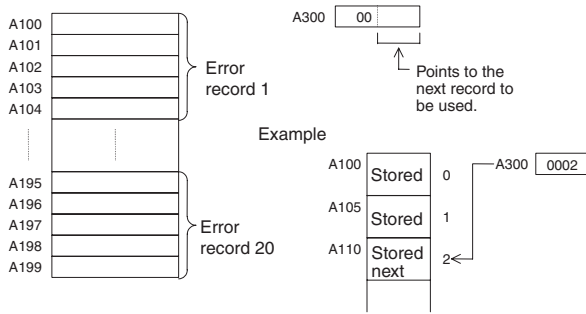 A100
A101
A102
A103
A104
Error
record 1
A195
A196
A197
A198
A199
Error
record 20
A300 00
Points to the
next record to
be used.
Example
A100 Stored 0
A300 0002
A105 Stored 1
A110 Stored
next 2